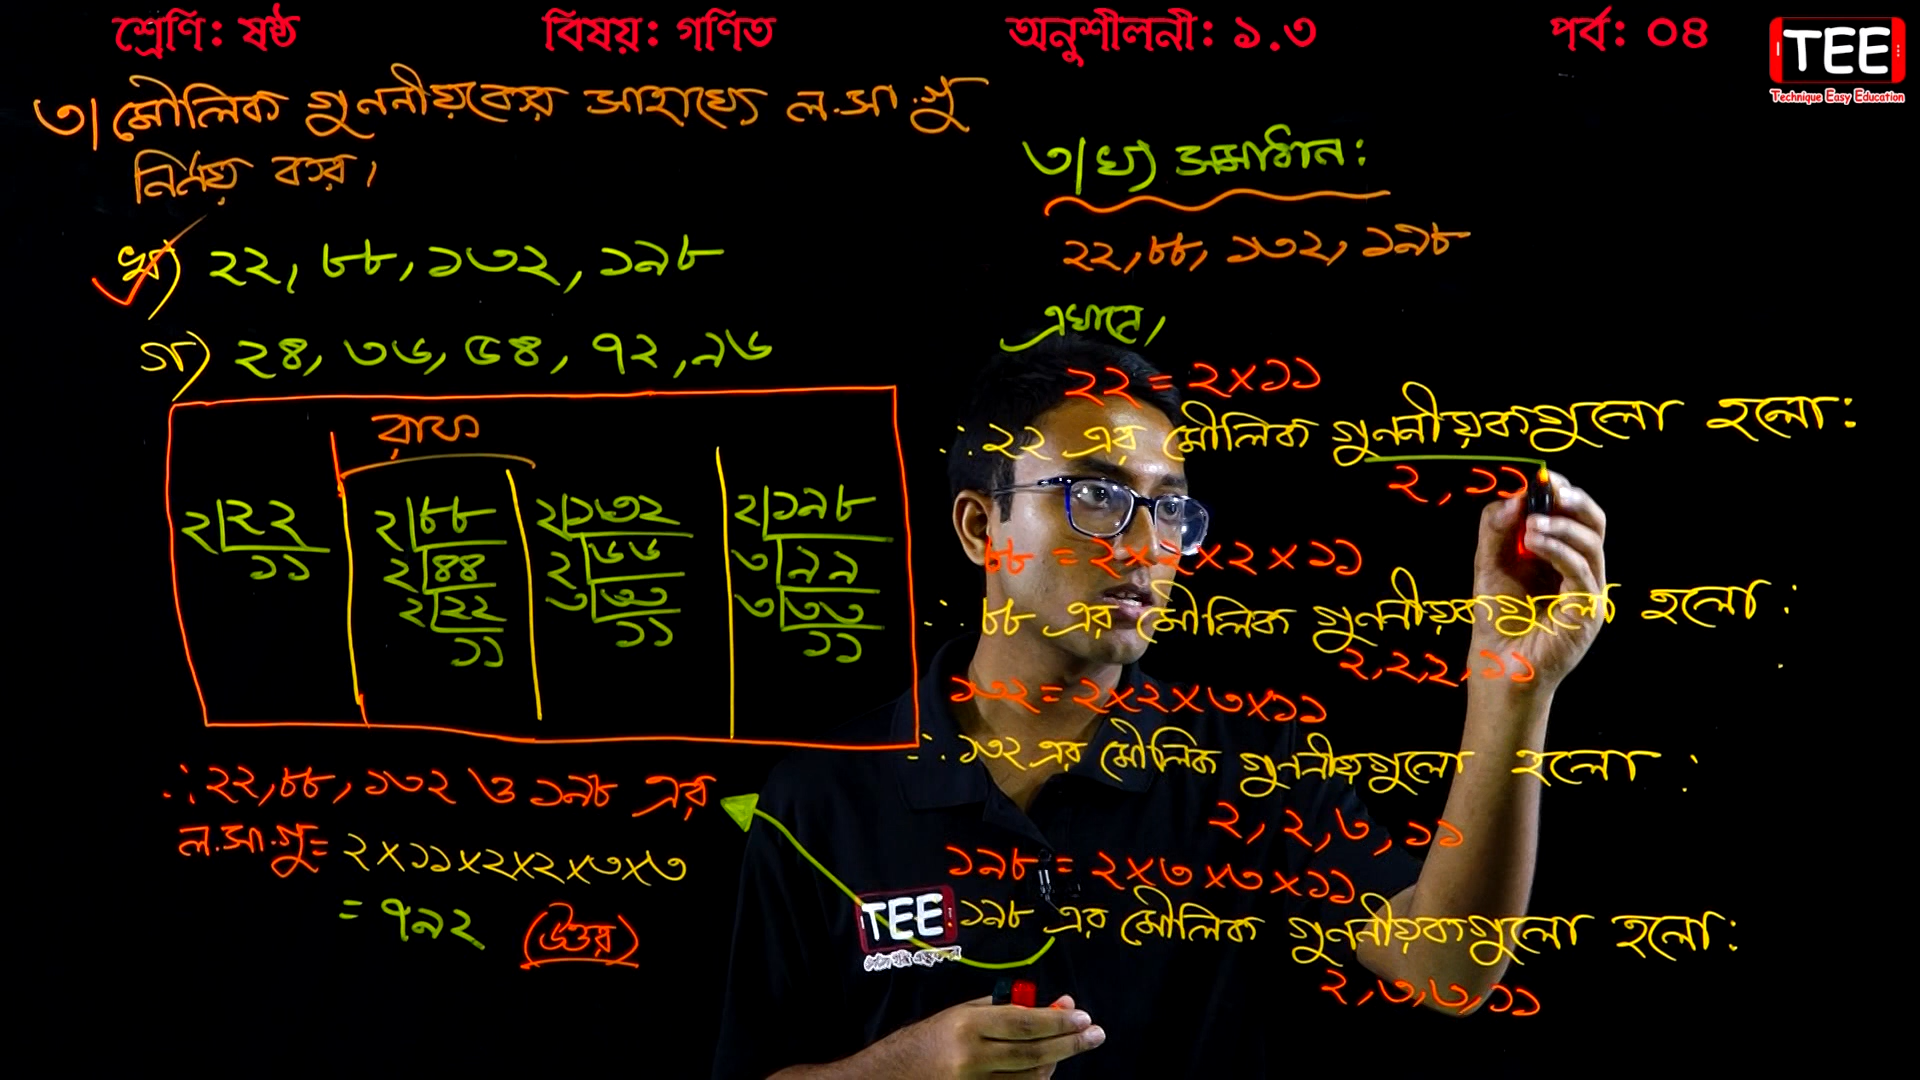 শ্রেণি: ষষ্ঠ বিষয়: গণিত অনুশীলনী: ১.৩ পর্ব: ০৪
TEE
Technique Easy Education
৩| মৌলিক গুননীয়কের সাহায্যে ল.সা.গু
নির্ণয় কর।
খ) ২২, ৮৮, ১৩২, ১৯৮
গ) ২৪, ৩৬, ৫৪, ৭২, ৯৬
রাফ
২|২২
১১
২|৮৮
২|৪৪
২|২২
১১
২|১৩২
২|৬৬
৩|৩৩
১১
২|১৯৮
৩|৯৯
৩|৩৩
১১
∴ ২২, ৮৮, ১৩২ ও ১৯৮ এর
ল.সা.গু = ২×১১×২×২×৩×৩
= ৭৯২ (উত্তর)
৩| খ) সমাধান:
২২, ৮৮, ১৩২, ১৯৮
এখানে,
২২ = ২×১১
∴ ২২ এর মৌলিক গুননীয়কগুলো হলো:
২, ১১
৮৮ = ২×২×২×১১
∴ ৮৮ এর মৌলিক গুননীয়কগুলো হলো:
২,২,২,১১
১৩২ = ২×২×৩×১১
∴ ১৩২ এর মৌলিক গুননীয়গুলো হলো:
২, ২, ৩, ১১
১৯৮ = ২×৩×৩×১১
১৯৮ এর মৌলিক গুননীয়কগুলো হলো:
২,৩,৩,১১
TEE